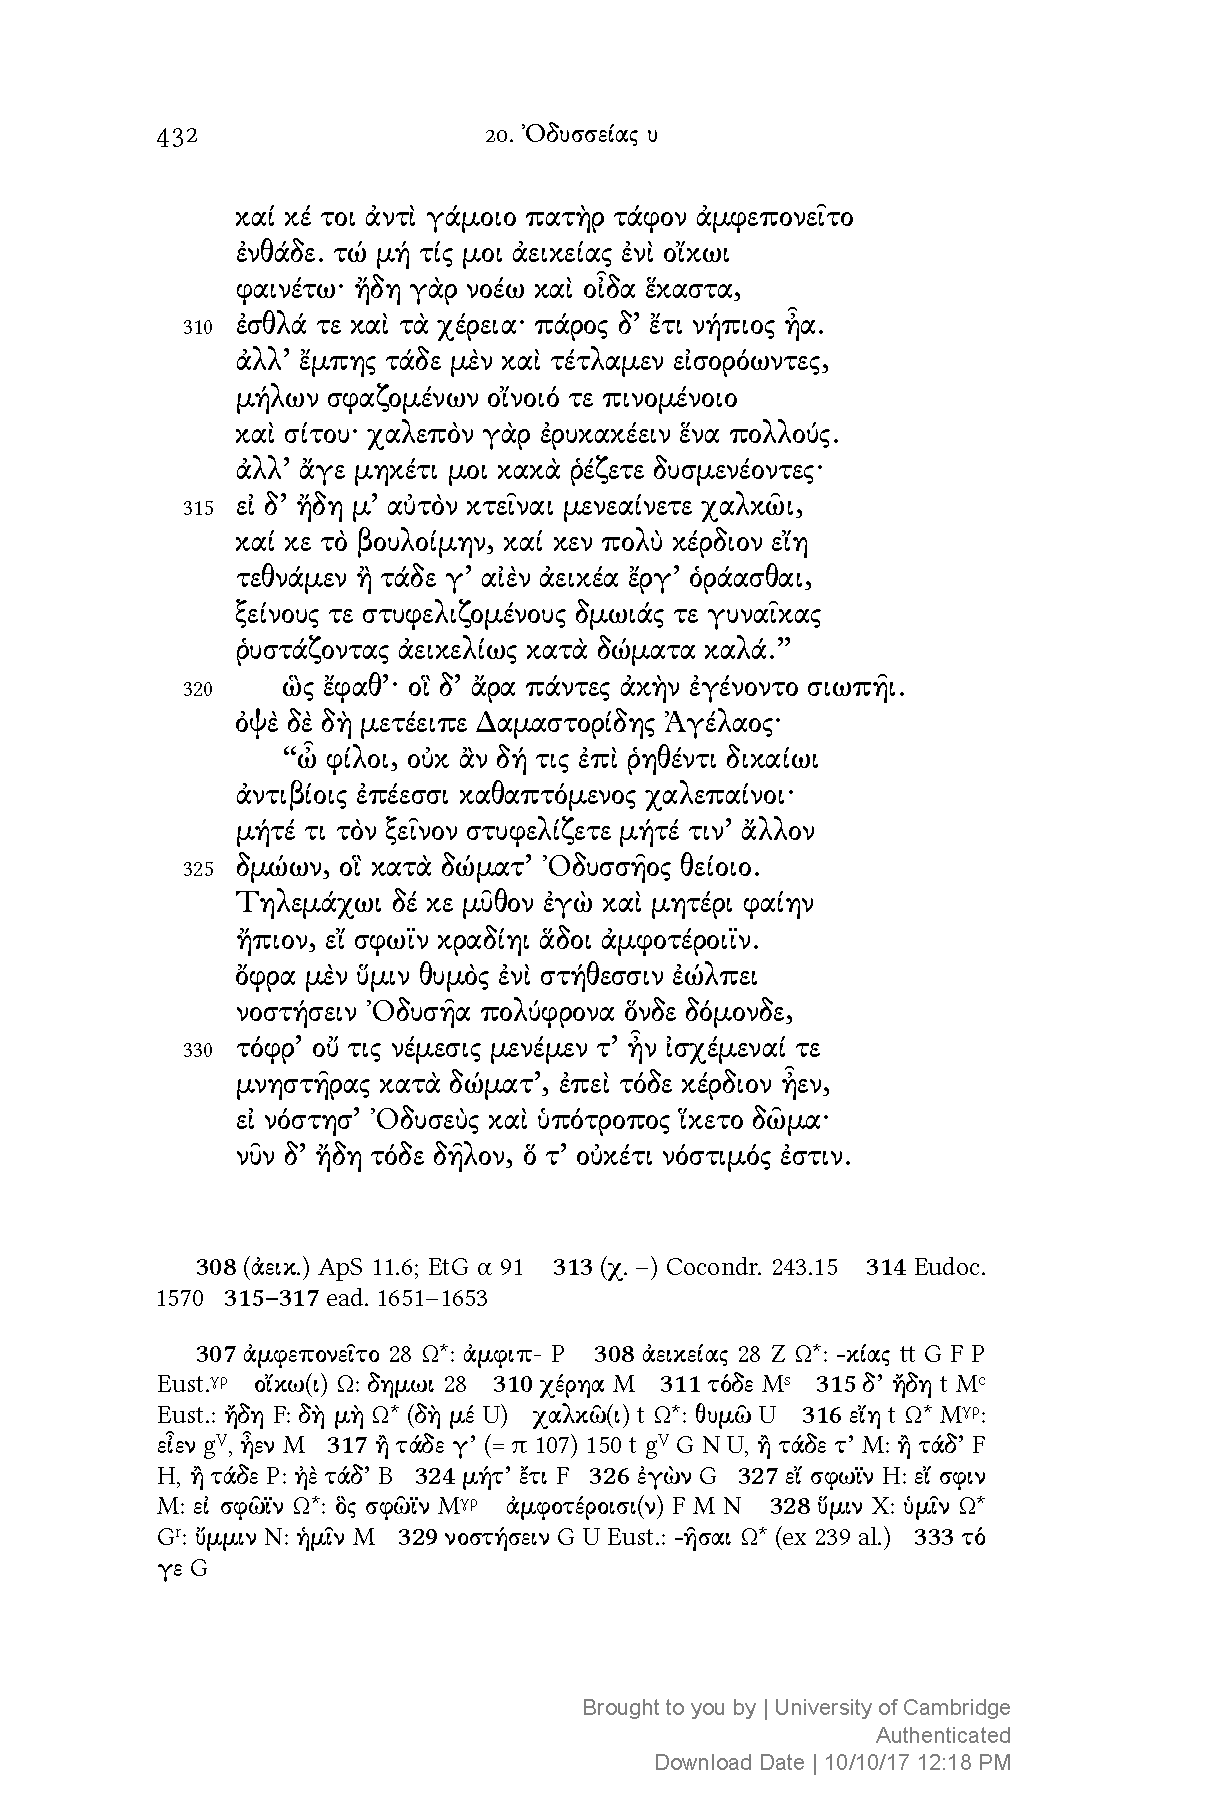 432 20. Ὀδυσσείας υ
καί κέ τοι ἀντὶ γάμοιο πατὴρ τάφον ἀμφεπονεῖτο
ἐνθάδε. τώ μή τίς μοι ἀεικείας ἐνὶ οἴκωι
φαινέτω· ἤδη γὰρ νοέω καὶ οἶδα ἕκαστα,
310 ἐσθλά τε καὶ τὰ χέρεια· πάρος δ’ ἔτι νήπιος ἦα.
ἀλλ’ ἔμπης τάδε μὲν καὶ τέτλαμεν εἰσορόωντες,
μήλων σφαζομένων οἴνοιό τε πινομένοιο
καὶ σίτου· χαλεπὸν γὰρ ἐρυκακέειν ἕνα πολλούς.
ἀλλ’ ἄγε μηκέτι μοι κακὰ ῥέζετε δυσμενέοντες·
315 εἰ δ’ ἤδη μ’ αὐτὸν κτεῖναι μενεαίνετε χαλκῶι,
καί κε τὸ βουλοίμην, καί κεν πολὺ κέρδιον εἴη
τεθνάμεν ἢ τάδε γ’ αἰὲν ἀεικέα ἔργ’ ὁράασθαι,
ξείνους τε στυφελιζομένους δμωιάς τε γυναῖκας
ῥυστάζοντας ἀεικελίως κατὰ δώματα καλά.”
320 ὣς ἔφαθ’· οἳ δ’ ἄρα πάντες ἀκὴν ἐγένοντο σιωπῆι.
ὀψὲ δὲ δὴ μετέειπε Δαμαστορίδης Ἀγέλαος·
“ὦ φίλοι, οὐκ ἂν δή τις ἐπὶ ῥηθέντι δικαίωι
ἀντιβίοις ἐπέεσσι καθαπτόμενος χαλεπαίνοι·
μήτέ τι τὸν ξεῖνον στυφελίζετε μήτέ τιν’ ἄλλον
325 δμώων, οἳ κατὰ δώματ’ Ὀδυσσῆος θείοιο.
Τηλεμάχωι δέ κε μῦθον ἐγὼ καὶ μητέρι φαίην
ἤπιον, εἴ σφωϊν κραδίηι ἅδοι ἀμφοτέροιϊν.
ὄφρα μὲν ὕμιν θυμὸς ἐνὶ στήθεσσιν ἐώλπει
νοστήσειν Ὀδυσῆα πολύφρονα ὅνδε δόμονδε,
330 τόφρ’ οὔ τις νέμεσις μενέμεν τ’ ἦν ἰσχέμεναί τε
μνηστῆρας κατὰ δώματ’, ἐπεὶ τόδε κέρδιον ἦεν,
εἰ νόστησ’ Ὀδυσεὺς καὶ ὑπότροπος ἵκετο δῶμα·
νῦν δ’ ἤδη τόδε δῆλον, ὅ τ’ οὐκέτι νόστιμός ἐστιν.
308 (ἀεικ.) ApS 11.6; EtG α 91 313 (χ. –) Cocondr. 243.15 314 Eudoc.
1570 315–317 ead. 1651–1653
307 ἀμφεπονεῖτο 28 Ω*: ἀμφιπ- P 308 ἀεικείας 28 Z Ω*: -κίας tt G F P
Eust.γρ οἴκω(ι) Ω: δημωι 28 310 χέρηα M 311 τόδε Mˢ 315 δ’ ἤδη t Mᶜ
Eust.: ἤδη F: δὴ μὴ Ω* (δὴ μέ U) χαλκῶ(ι) t Ω*: θυμῶ U 316 εἴη t Ω* Mγρ:
εἶεν gⱽ, ἦεν M 317 ἢ τάδε γ’ (= π 107) 150 t gⱽ G N U, ἢ τάδε τ’ M: ἢ τάδ’ F
H, ἢ τάδε P: ἠὲ τάδ’ B 324 μήτ’ ἔτι F 326 ἐγὼν G 327 εἴ σφωϊν H: εἴ σφιν
M: εἰ σφῶϊν Ω*: ὃς σφῶϊν Mγρ ἀμφοτέροισι(ν) F M N 328 ὕμιν X: ὑμῖν Ω*
Gʳ: ὔμμιν N: ἡμῖν M 329 νοστήσειν G U Eust.: -ῆσαι Ω* (ex 239 al.) 333 τό
γε G
Brought to you by | University of Cambridge
Authenticated
Download Date | 10/10/17 12:18 PM